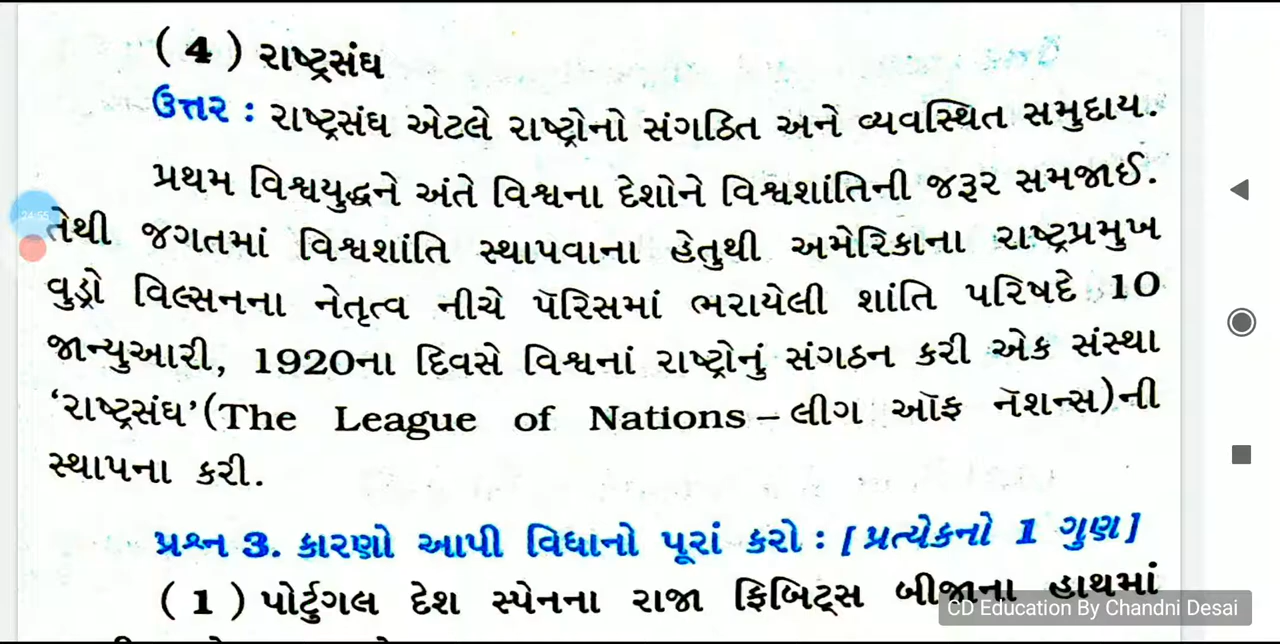 ( 4 ) રાષ્ટ્રસંઘ
ઉત્તર : રાષ્ટ્રસંઘ એટલે રાષ્ટ્રોનો સંગઠિત અને વ્યવસ્થિત સમુદાય.
પ્રથમ વિશ્વયુદ્ધને અંતે વિશ્વના દેશોને વિશ્વશાંતિની જરૂર સમજાઈ.
24:55
તેથી જગતમાં વિશ્વશાંતિ સ્થાપવાના હેતુથી અમેરિકાના રાષ્ટ્રપ્રમુખ
વુડ્રો વિલ્સનના નેતૃત્વ નીચે પૅરિસમાં ભરાયેલી શાંતિ પરિષદે 10
જાન્યુઆરી, 1920ના દિવસે વિશ્વનાં રાષ્ટ્રોનું સંગઠન કરી એક સંસ્થા
‘રાષ્ટ્રસંઘ’(The League of Nations – લીગ ઑફ નૅશન્સ)ની
સ્થાપના કરી.
પ્રશ્ન 3. કારણો આપી વિધાનો પૂરાં કરો : [ પ્રત્યેકનો 1 ગુણ ]
( 1 ) પોર્ટુગલ દેશ સ્પેનના રાજા ફિબિટ્સ બીજાના હાથમાં
CD Education By Chandni Desai